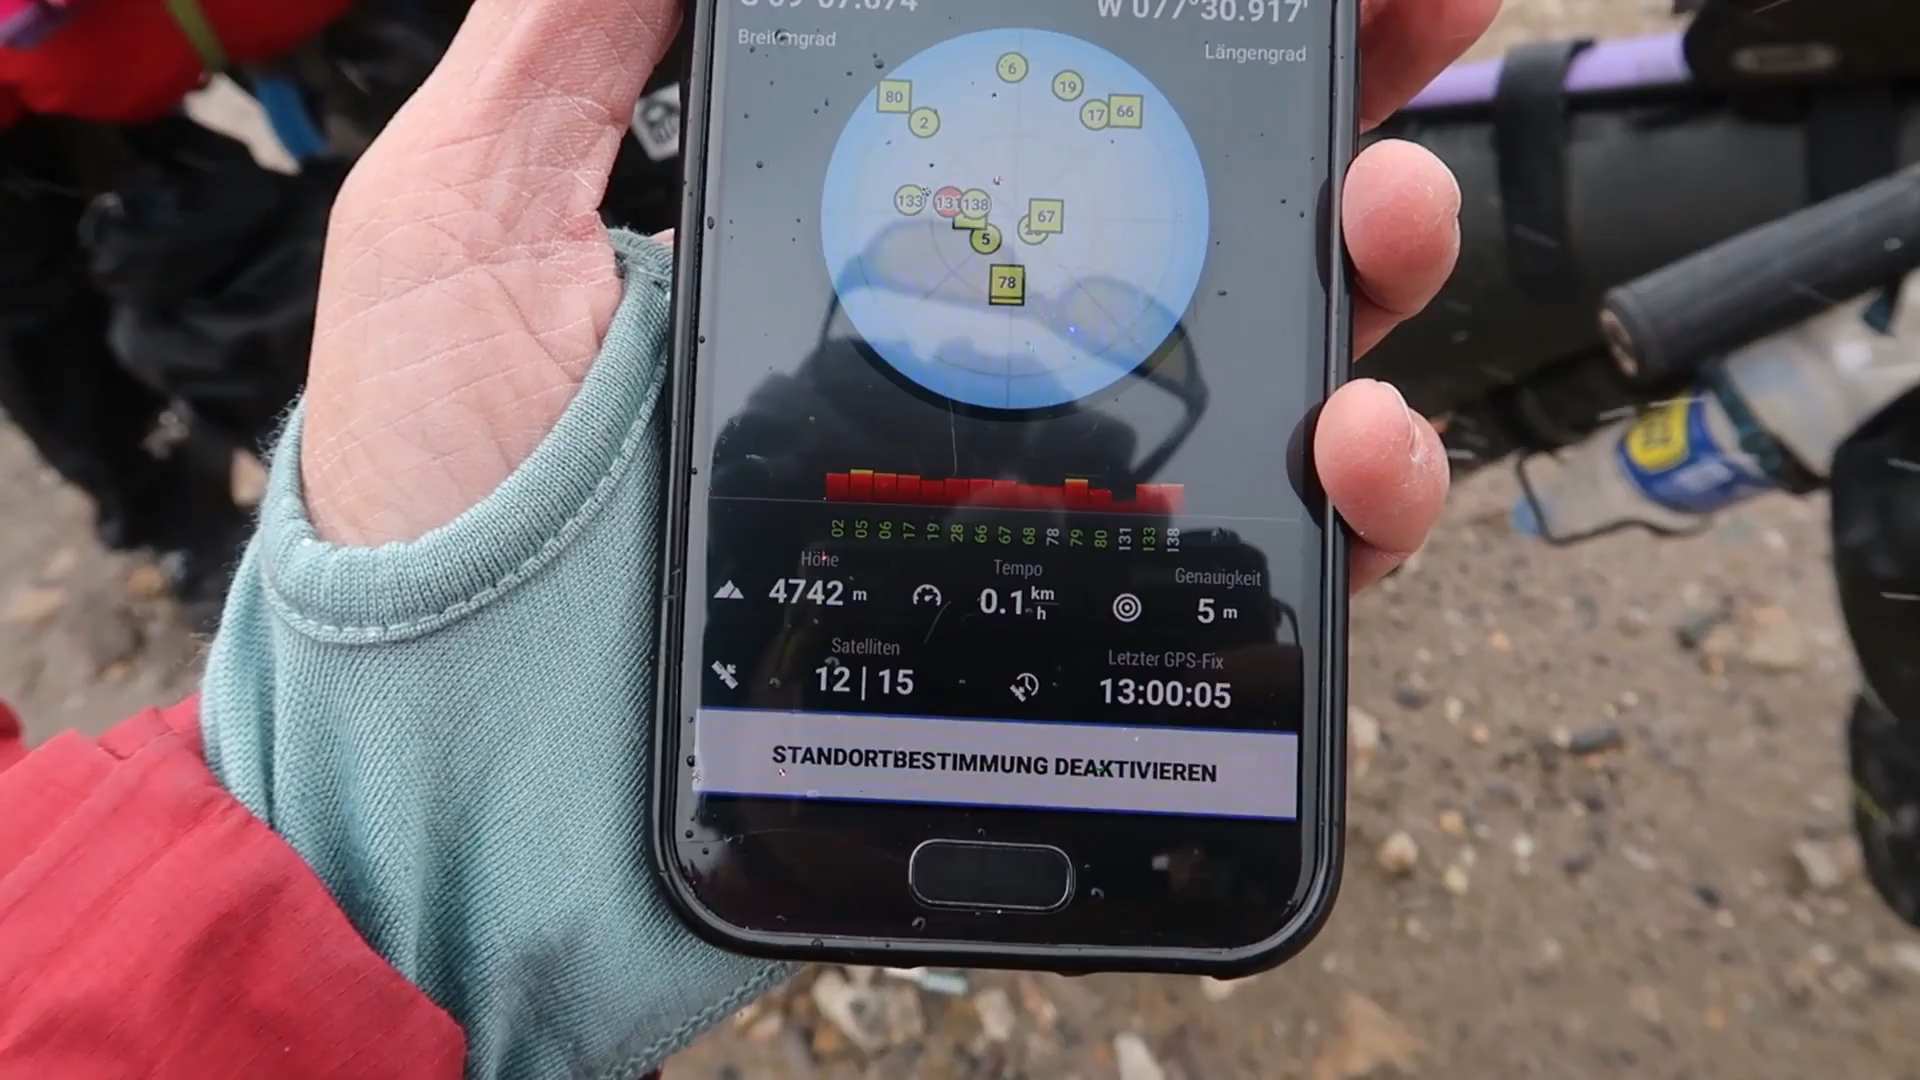 W 077°30.917'
Breitengrad
Längengrad
6
19
80
17 66
2
133 131 138
67
5
78
02 05 06 17 19 28 66 67 68 78 79 80 131 133 138
Höhe Tempo Genauigkeit
4742 m 0.1 km/h 5 m
Satelliten Letzter GPS-Fix
12 | 15 13:00:05
STANDORTBESTIMMUNG DEAKTIVIEREN